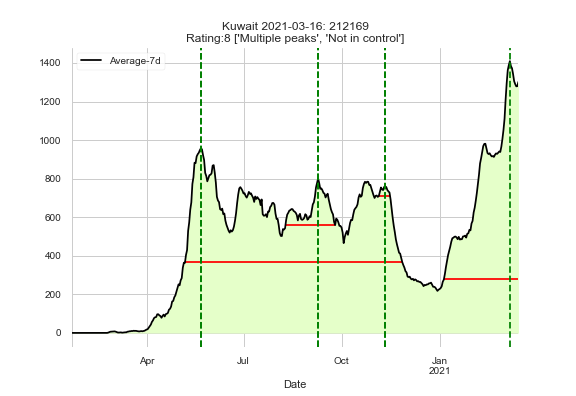 Kuwait 2021-03-16: 212169
Rating:8 ['Multiple peaks', 'Not in control']
Average-7d
1400
1200
1000
800
600
400
200
0
Apr
Jul
Oct
Jan
2021
Date